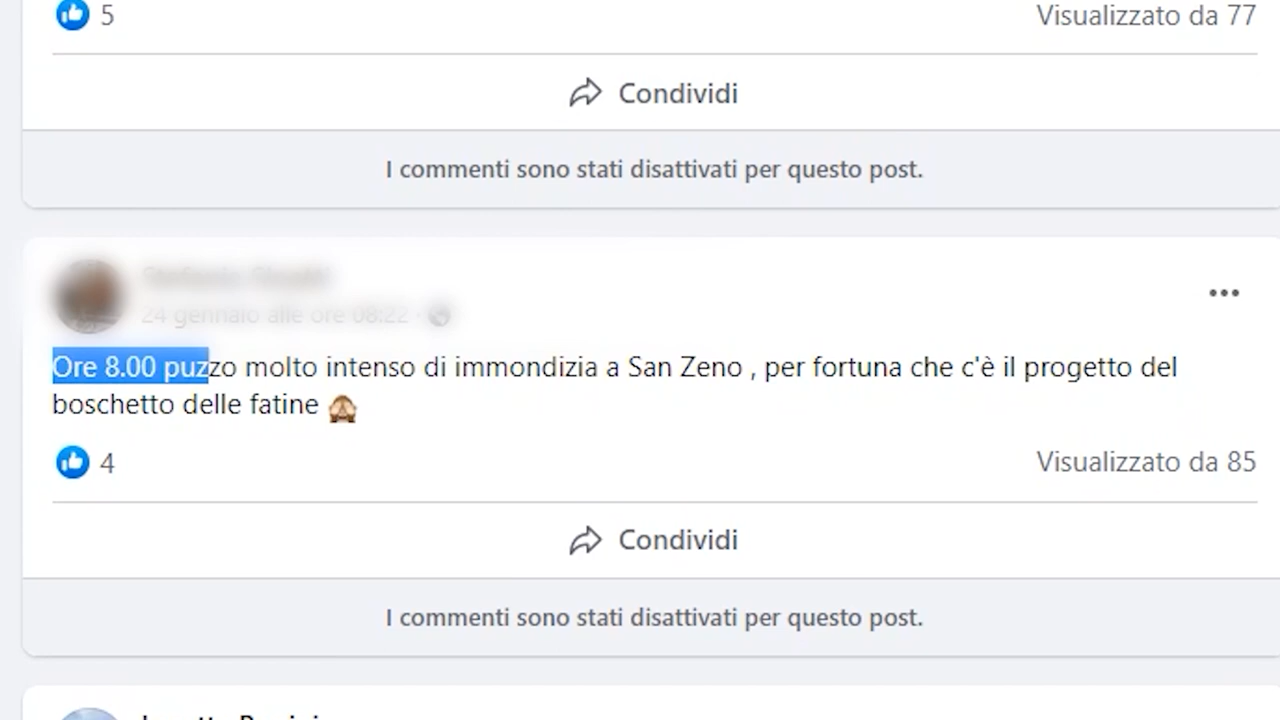 5
Visualizzato da 77
Condividi
I commenti sono stati disattivati per questo post.
24 gennaio alle ore 08:22
Ore 8.00 puzzo molto intenso di immondizia a San Zeno , per fortuna che c'è il progetto del
boschetto delle fatine 🙈
4
Visualizzato da 85
Condividi
I commenti sono stati disattivati per questo post.